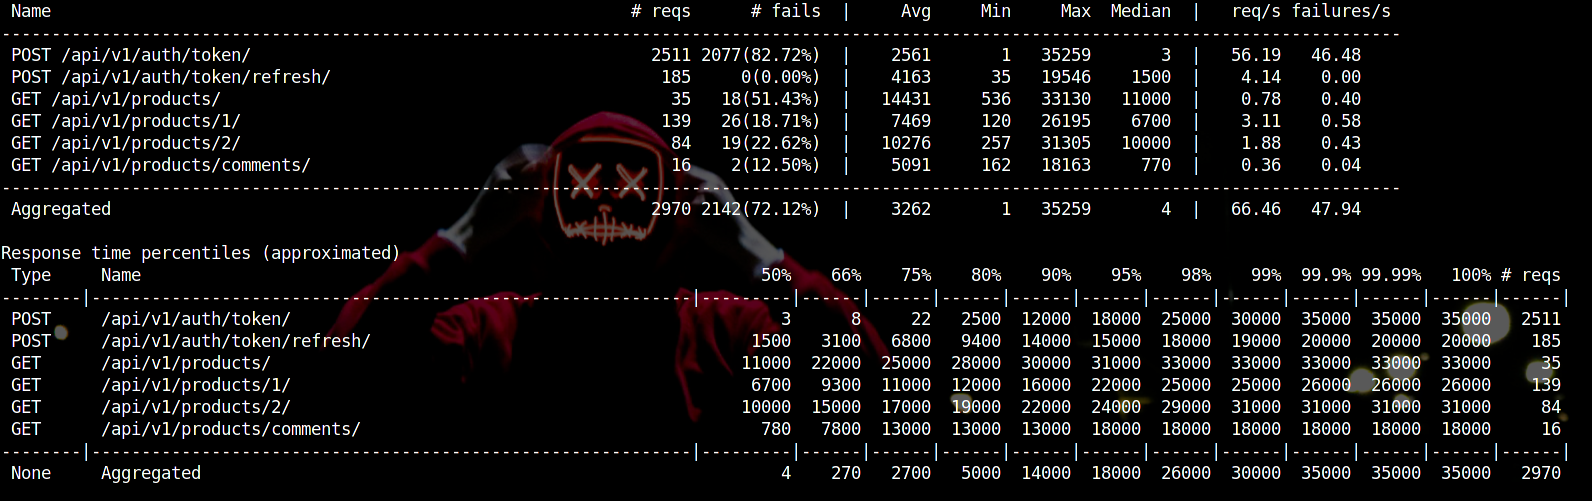 Name # reqs # fails | Avg Min Max Median | req/s failures/s
--------------------------------------------------------------------------------------------------------------------------------------------
POST /api/v1/auth/token/ 2511 2077(82.72%) | 2561 1 35259 3 | 56.19 46.48
POST /api/v1/auth/token/refresh/ 185 0(0.00%) | 4163 35 19546 1500 | 4.14 0.00
GET /api/v1/products/ 35 18(51.43%) | 14431 536 33130 11000 | 0.78 0.40
GET /api/v1/products/1/ 139 26(18.71%) | 7469 120 26195 6700 | 3.11 0.58
GET /api/v1/products/2/ 84 19(22.62%) | 10276 257 31305 10000 | 1.88 0.43
GET /api/v1/products/comments/ 16 2(12.50%) | 5091 162 18163 770 | 0.36 0.04
--------------------------------------------------------------------------------------------------------------------------------------------
Aggregated 2970 2142(72.12%) | 3262 1 35259 4 | 66.46 47.94
Response time percentiles (approximated)
Type Name 50% 66% 75% 80% 90% 95% 98% 99% 99.9% 99.99% 100% # reqs
--------|------------------------------------------------------------|---------|------|------|------|------|------|------|------|------|------|------|------|
POST /api/v1/auth/token/ 3 8 22 2500 12000 18000 25000 30000 35000 35000 35000 2511
POST /api/v1/auth/token/refresh/ 1500 3100 6800 9400 14000 15000 18000 19000 20000 20000 20000 185
GET /api/v1/products/ 11000 22000 25000 28000 30000 31000 33000 33000 33000 33000 33000 35
GET /api/v1/products/1/ 6700 9300 11000 12000 16000 22000 25000 25000 26000 26000 26000 139
GET /api/v1/products/2/ 10000 15000 17000 19000 22000 24000 29000 31000 31000 31000 31000 84
GET /api/v1/products/comments/ 780 7800 13000 13000 13000 18000 18000 18000 18000 18000 18000 16
--------|------------------------------------------------------------|---------|------|------|------|------|------|------|------|------|------|------|------|
None Aggregated 4 270 2700 5000 14000 18000 26000 30000 35000 35000 35000 2970